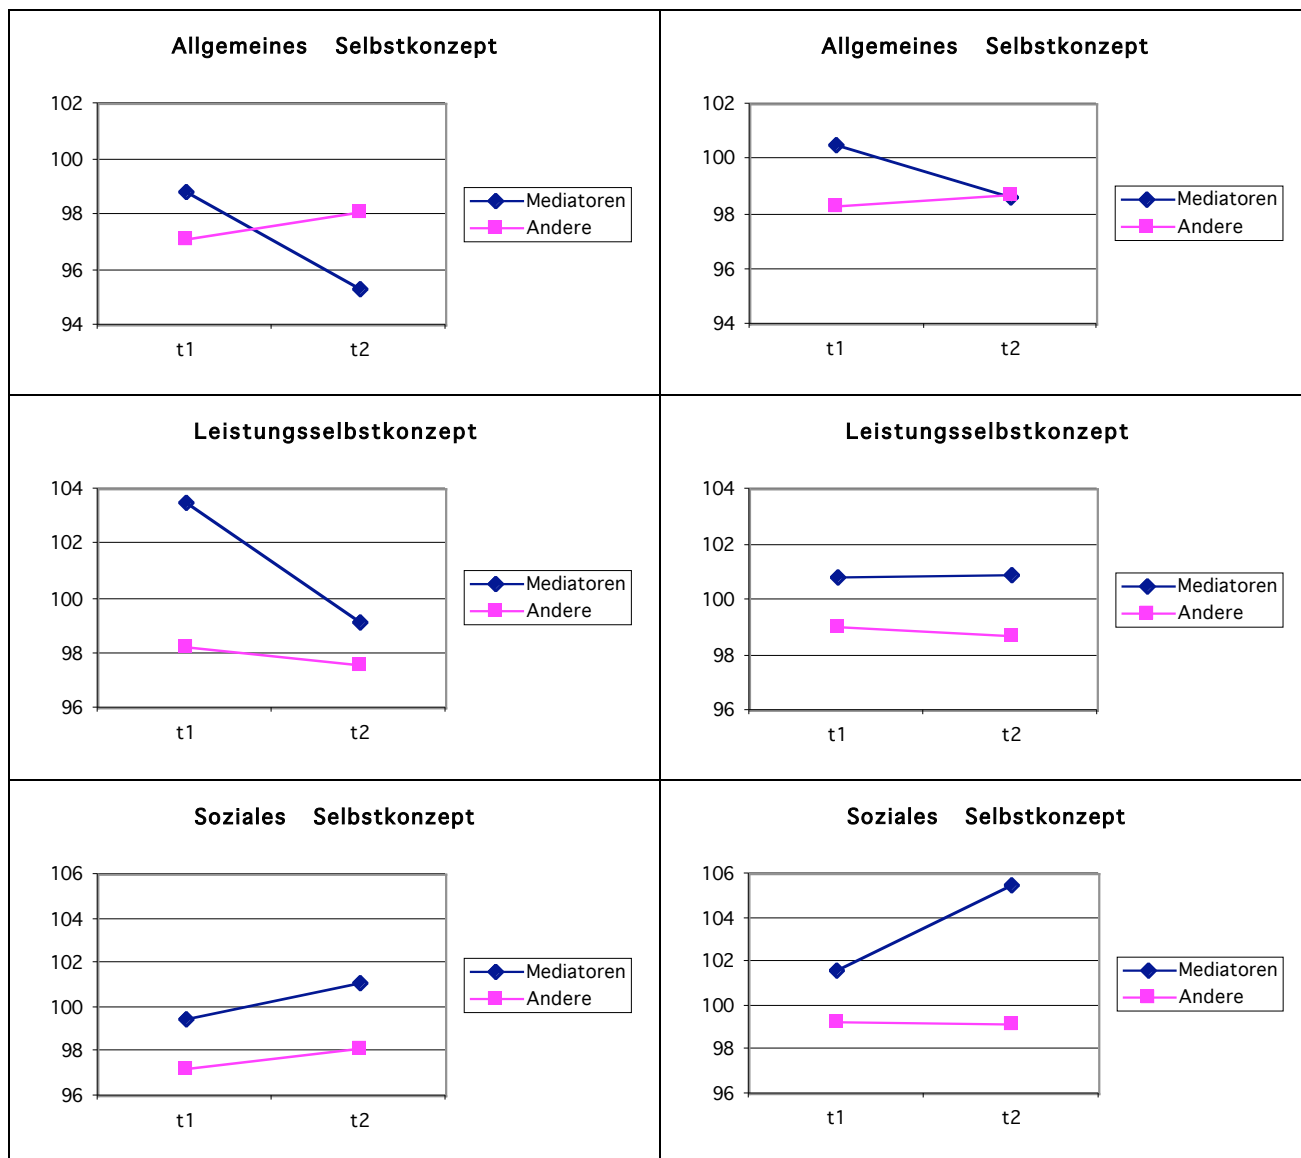 Allgemeines Selbstkonzept
102
100
98
96
94
t1 t2
Mediatoren
Andere
Allgemeines Selbstkonzept
102
100
98
96
94
t1 t2
Mediatoren
Andere
Leistungsselbstkonzept
104
102
100
98
96
t1 t2
Mediatoren
Andere
Leistungsselbstkonzept
104
102
100
98
96
t1 t2
Mediatoren
Andere
Soziales Selbstkonzept
106
104
102
100
98
96
t1 t2
Mediatoren
Andere
Soziales Selbstkonzept
106
104
102
100
98
96
t1 t2
Mediatoren
Andere